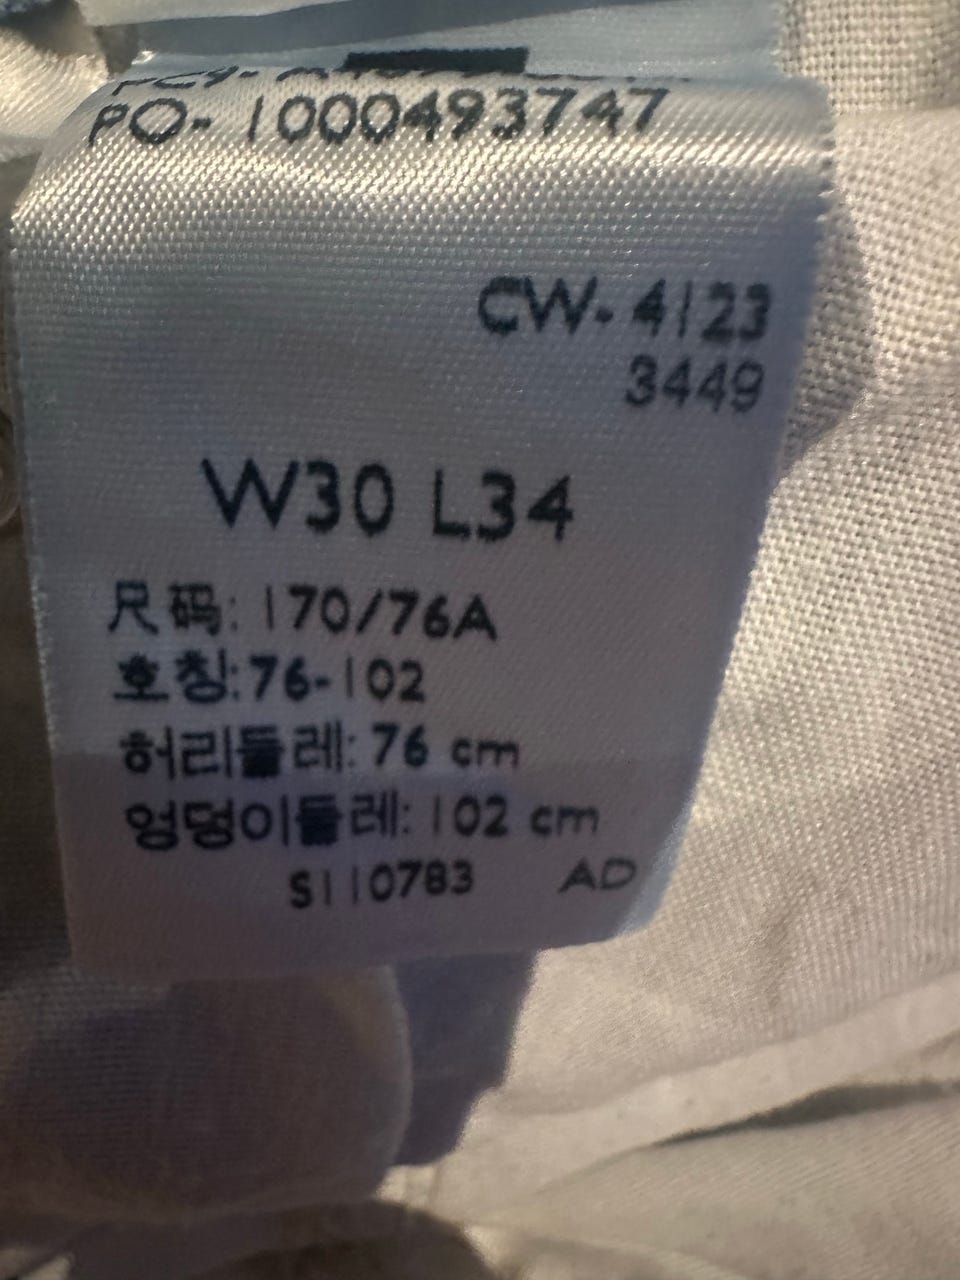 PO- 1000493747
CW- 4123
3449
W30 L34
尺码: 170/76A
호칭: 76-102
허리둘레: 76 cm
엉덩이둘레: 102 cm
S110783 AD